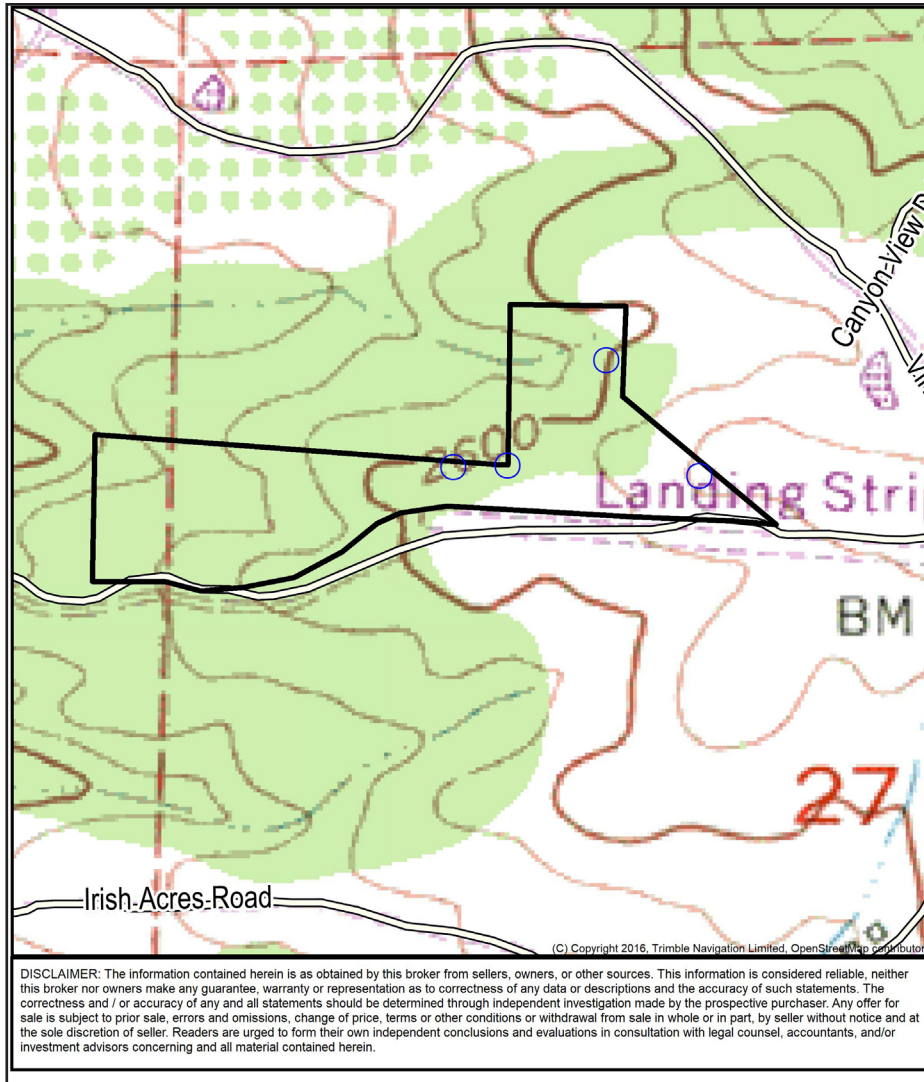 Canyon-View
2600
Landing Stri
BM
27
Irish-Acres-Road
(C) Copyright 2016, Trimble Navigation Limited, OpenStreetMap contributor
DISCLAIMER: The information contained herein is as obtained by this broker from sellers, owners, or other sources. This information is considered reliable, neither
this broker nor owners make any guarantee, warranty or representation as to correctness of any data or descriptions and the accuracy of such statements. The
correctness and / or accuracy of any and all statements should be determined through independent investigation made by the prospective purchaser. Any offer for
sale is subject to prior sale, errors and omissions, change of price, terms or other conditions or withdrawal from sale in whole or in part, by seller without notice and at
the sole discretion of seller. Readers are urged to form their own independent conclusions and evaluations in consultation with legal counsel, accountants, and/or
investment advisors concerning and all material contained herein.